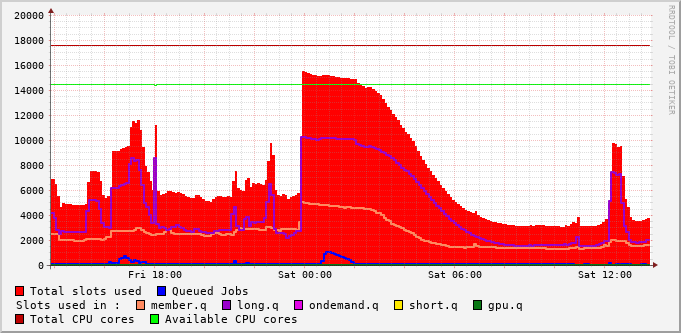 20000
18000
16000
14000
12000
10000
8000
6000
4000
2000
0
Fri 18:00 Sat 00:00 Sat 06:00 Sat 12:00
RRDTOOL / TOBI OETIKER
Total slots used Queued Jobs
Slots used in : member.q long.q ondemand.q short.q gpu.q
Total CPU cores Available CPU cores